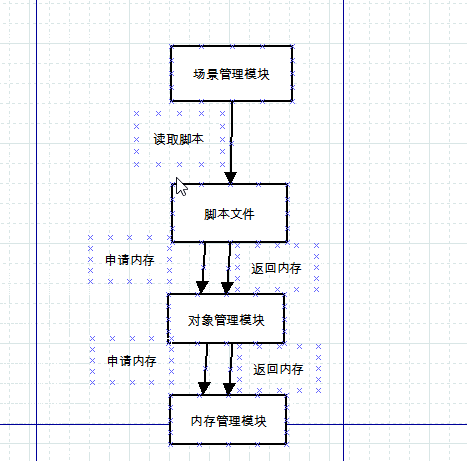 场景管理模块
读取脚本
脚本文件
申请内存
返回内存
对象管理模块
申请内存
返回内存
内存管理模块